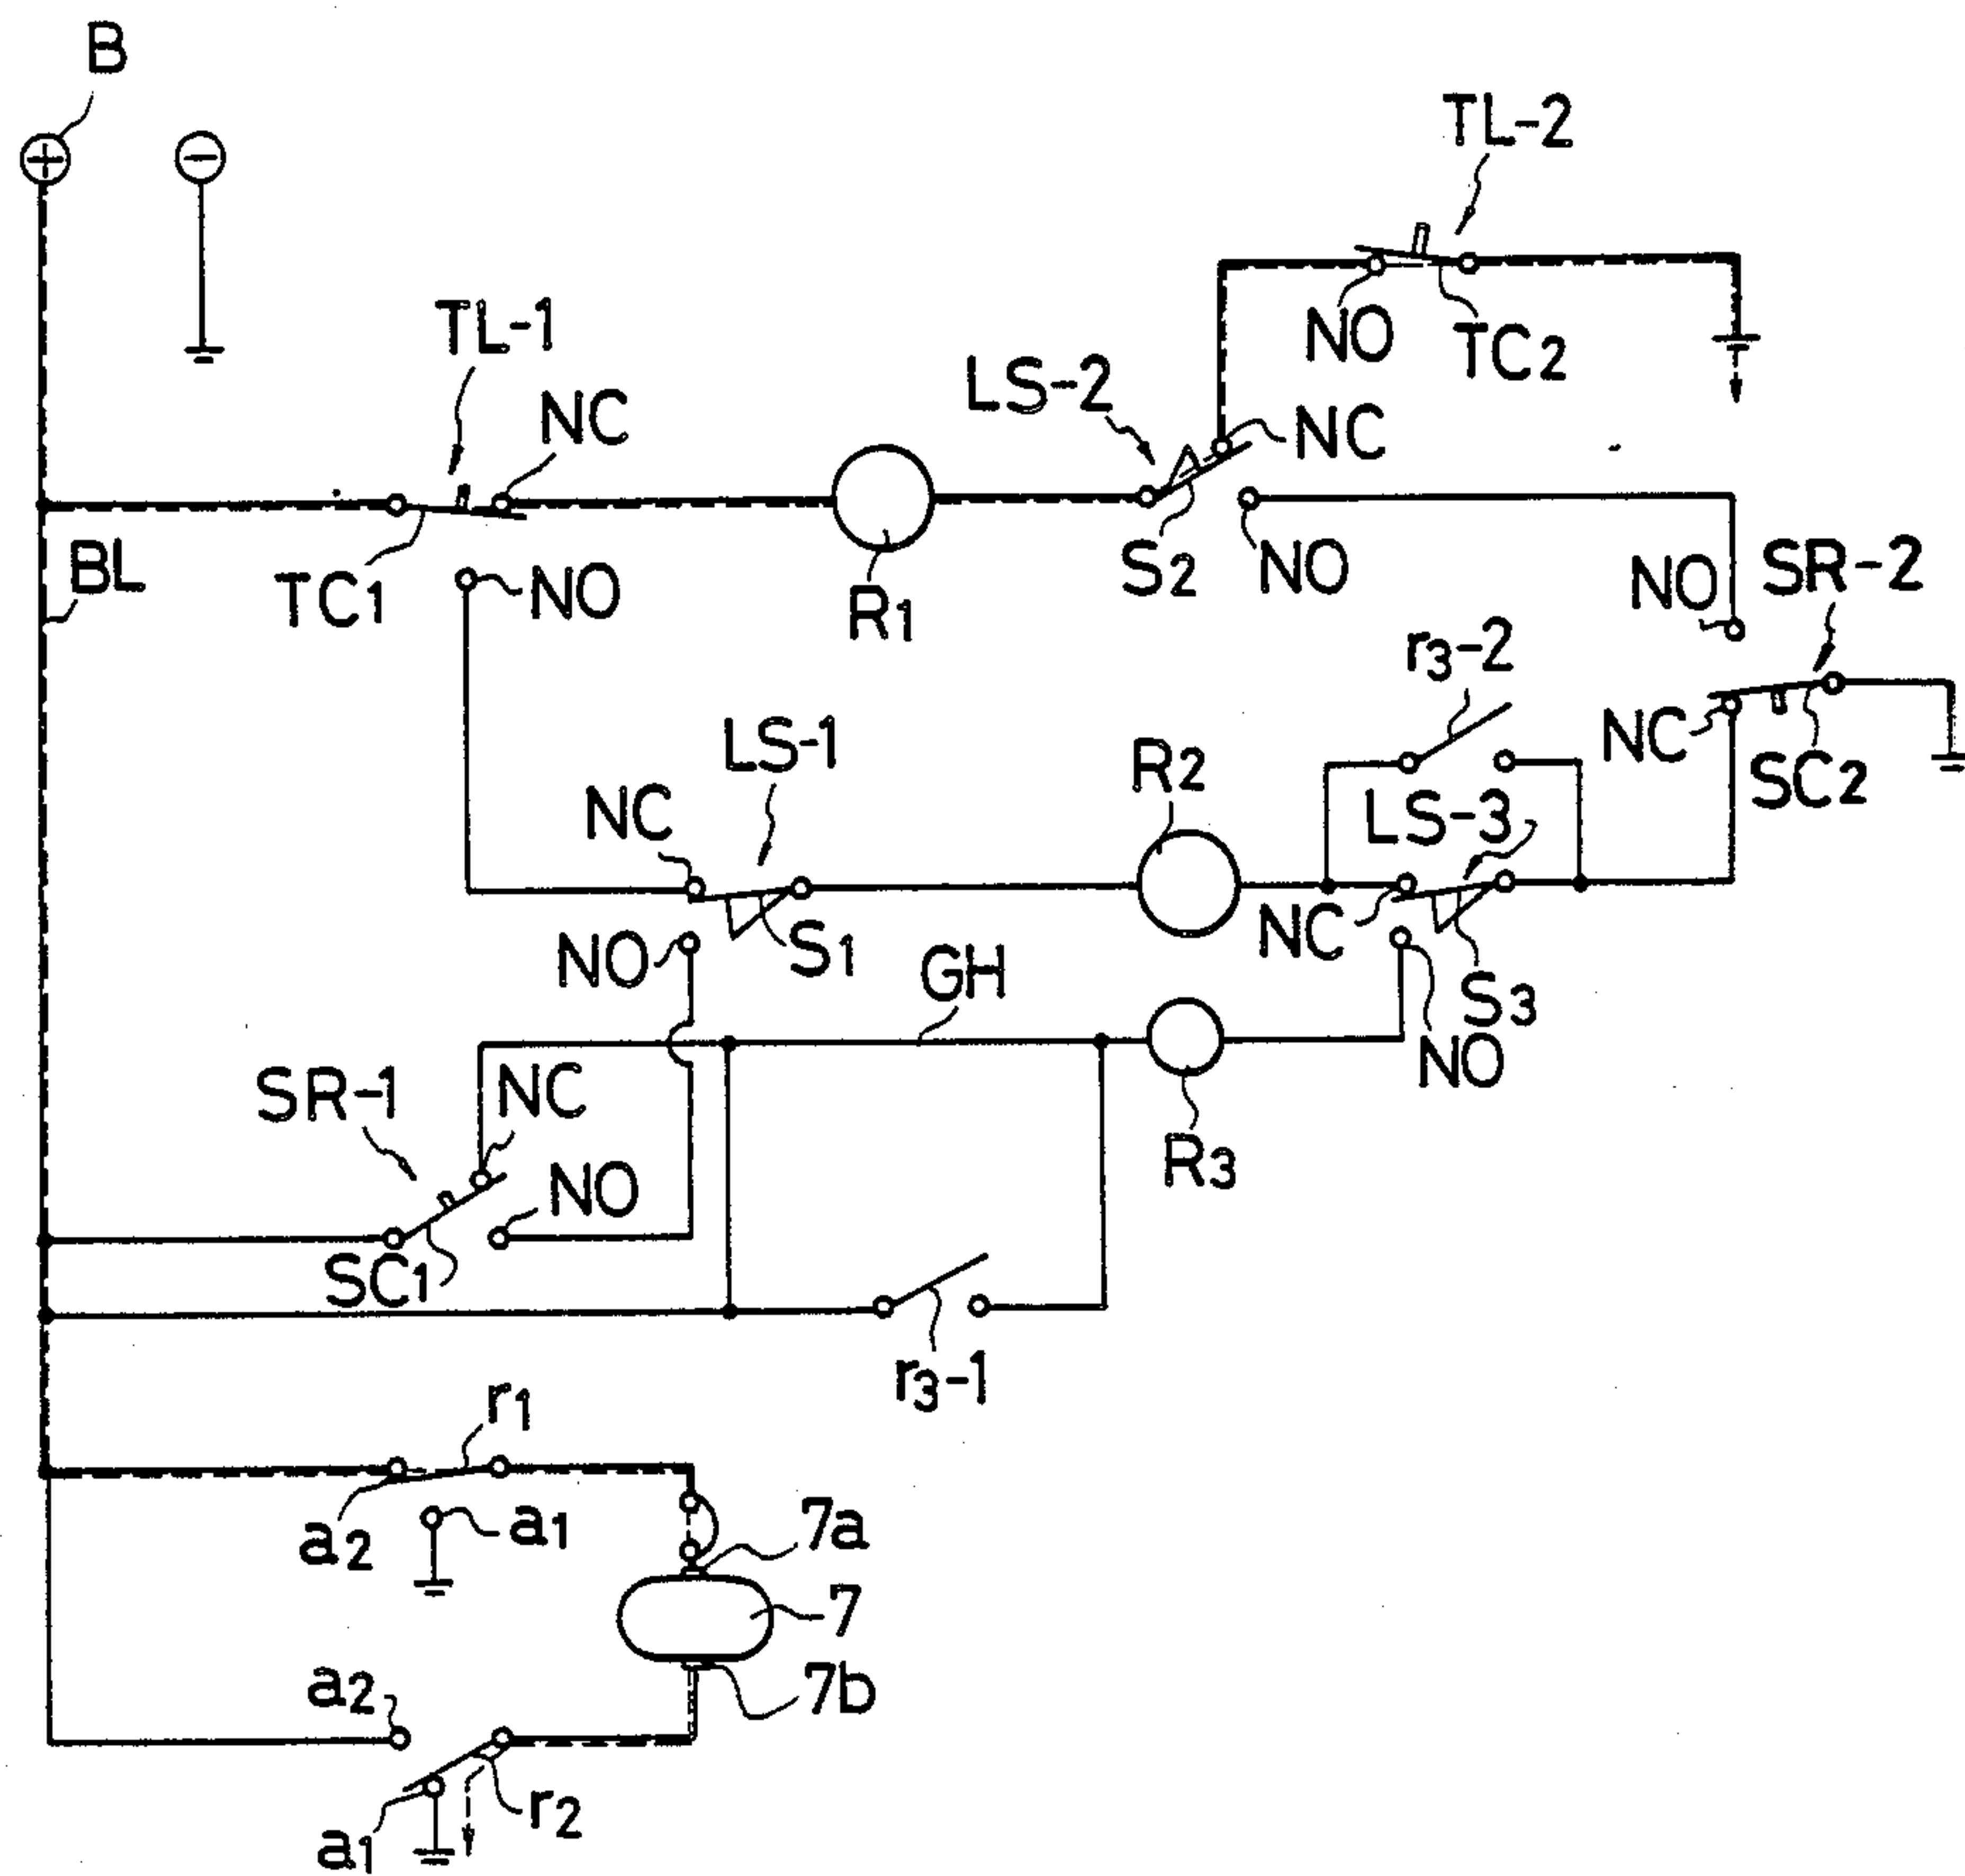 B
+
−
TL-2
TL-1
NO
TC2
NC
LS-2
NC
BL
TC1
NO
R1
S2
NO
NO
SR-2
r3-2
LS-1
R2
NC
SC2
NC
LS-3
NO
S1
GH
NC
S3
NO
SR-1
NC
NO
R3
SC1
r3-1
r1
a2
a1
7a
7
7b
a2
r2
a1